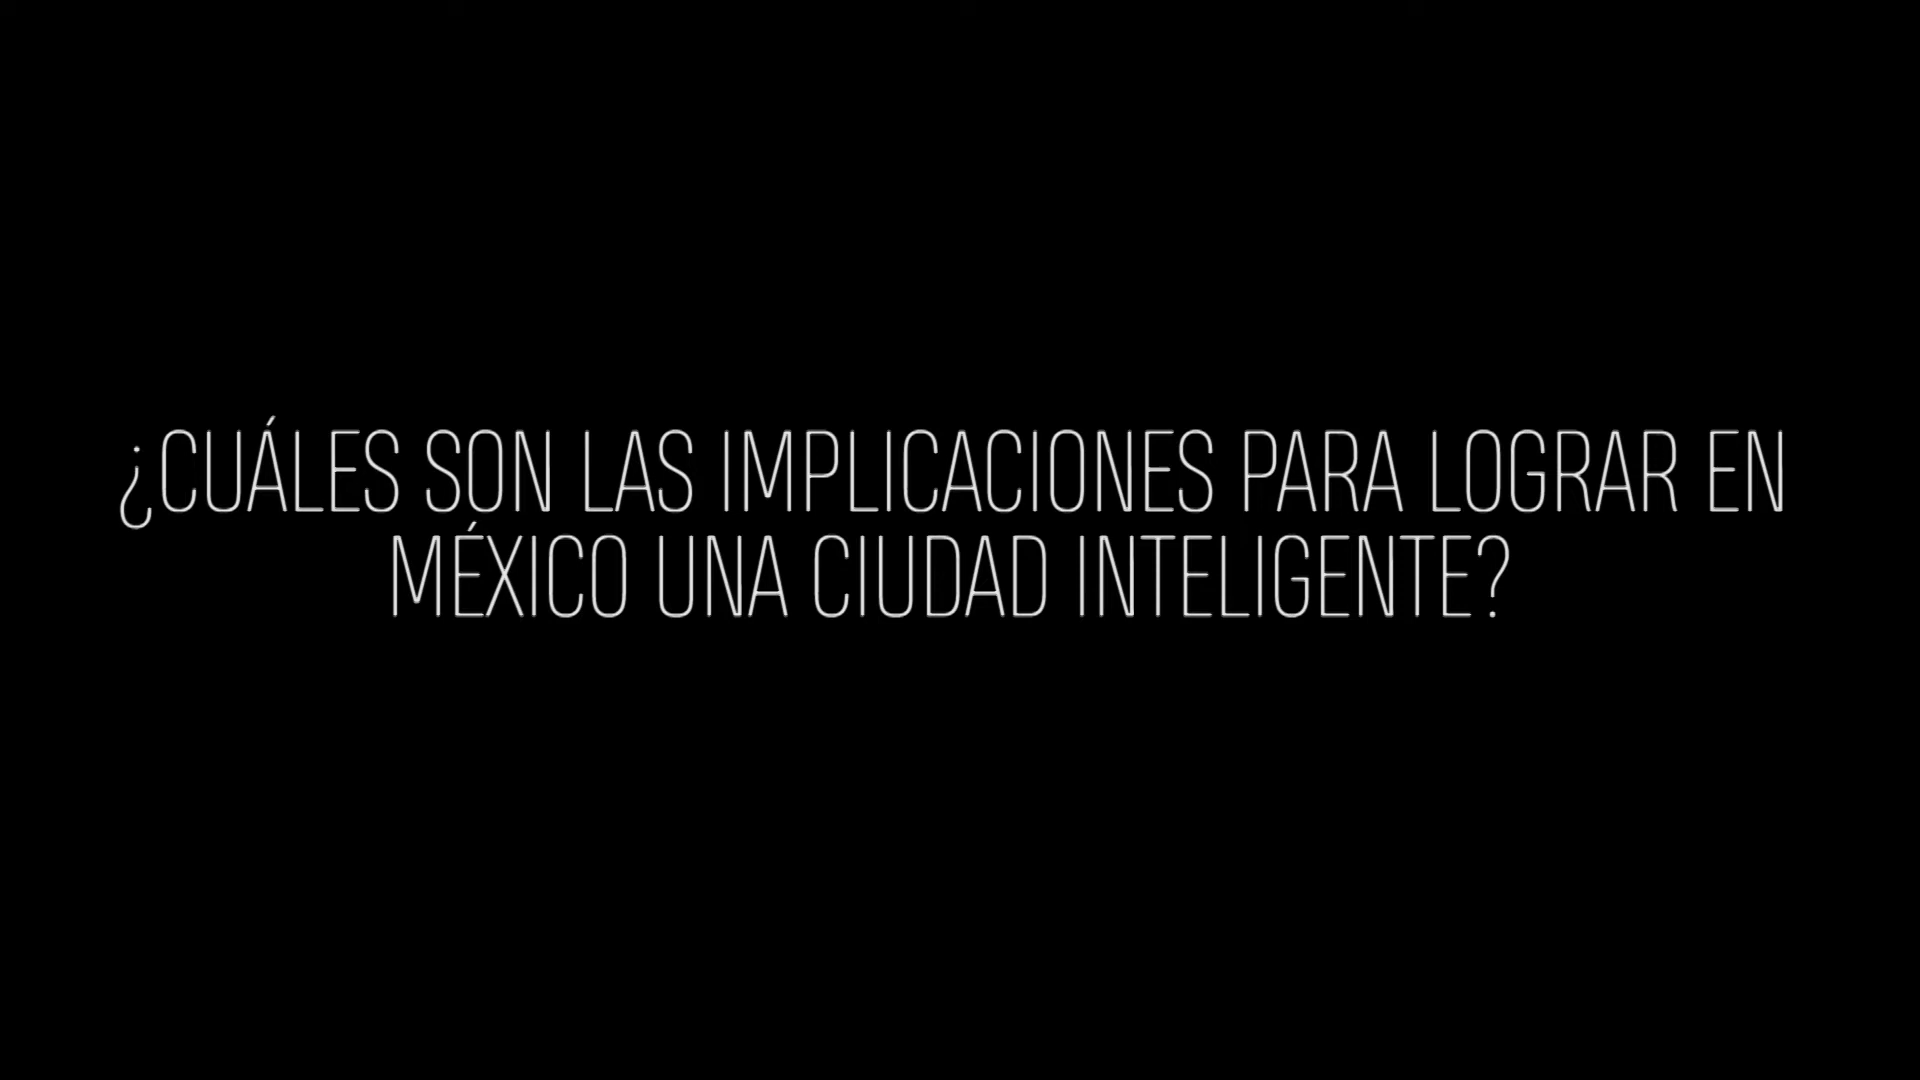 ¿CUÁLES SON LAS IMPLICACIONES PARA LOGRAR EN
MÉXICO UNA CIUDAD INTELIGENTE?